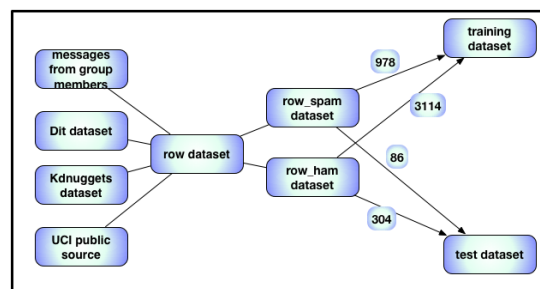 messages
from group
members
Dit dataset
Kdnuggets
dataset
UCI public
source
row dataset
row_spam
dataset
row_ham
dataset
978
3114
86
304
training
dataset
test dataset